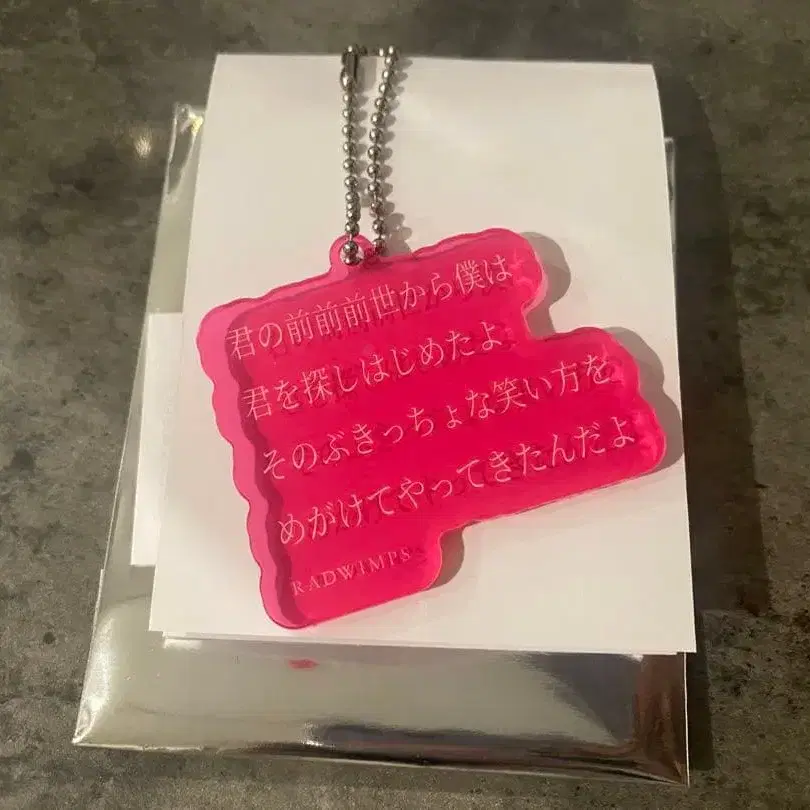 君の前前前世から僕は
君を探しはじめたよ
そのぶきっちょな笑い方を
めがけてやってきたんだよ
RADWIMPS